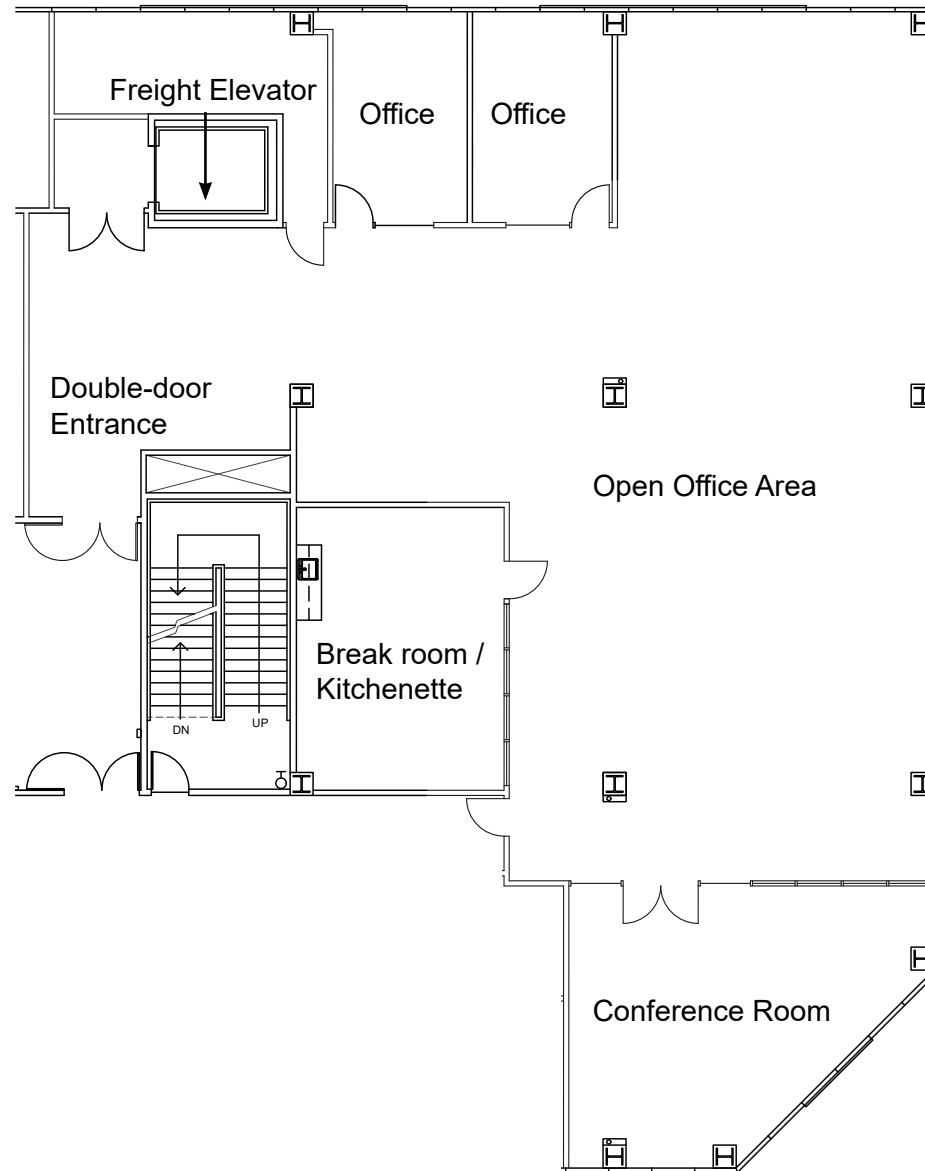 Freight Elevator
Office
Office
Double-door
Entrance
Open Office Area
Break room /
Kitchenette
DN
UP
Conference Room